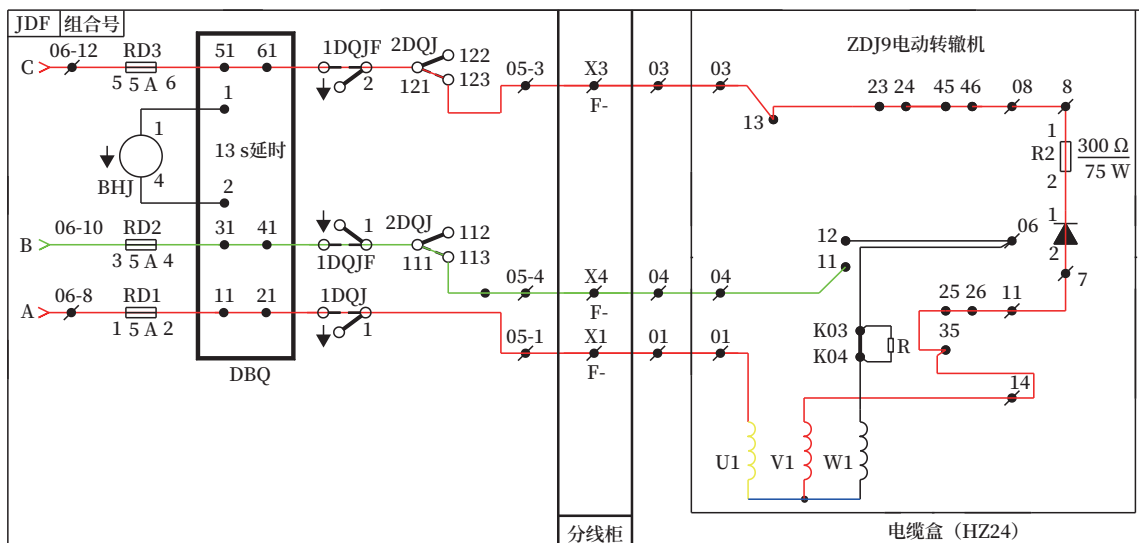 JDF 组合号
ZDJ9电动转辙机
C 06-12 RD3 51 61 1DQJF 2DQJ 122
5 5 A 6 2 121 123 05-3 X3 03 03
F-
13 23 24 45 46 08 8
1
1
BHJ
4
13 s延时
2
1
R2 300 Ω
75 W
2
B 06-10 RD2 31 41 1 2DQJ 112
3 5 A 4 1DQJF 111 113
12 06 1
11 2
7
05-4 X4 04 04
F-
A 06-8 RD1 11 21 1DQJ
1 5 A 2 1
25 26 11
05-1 X1 01 01
F-
K03 R
K04
35
DBQ
14
U1 V1 W1
分线柜
电缆盒（HZ24）